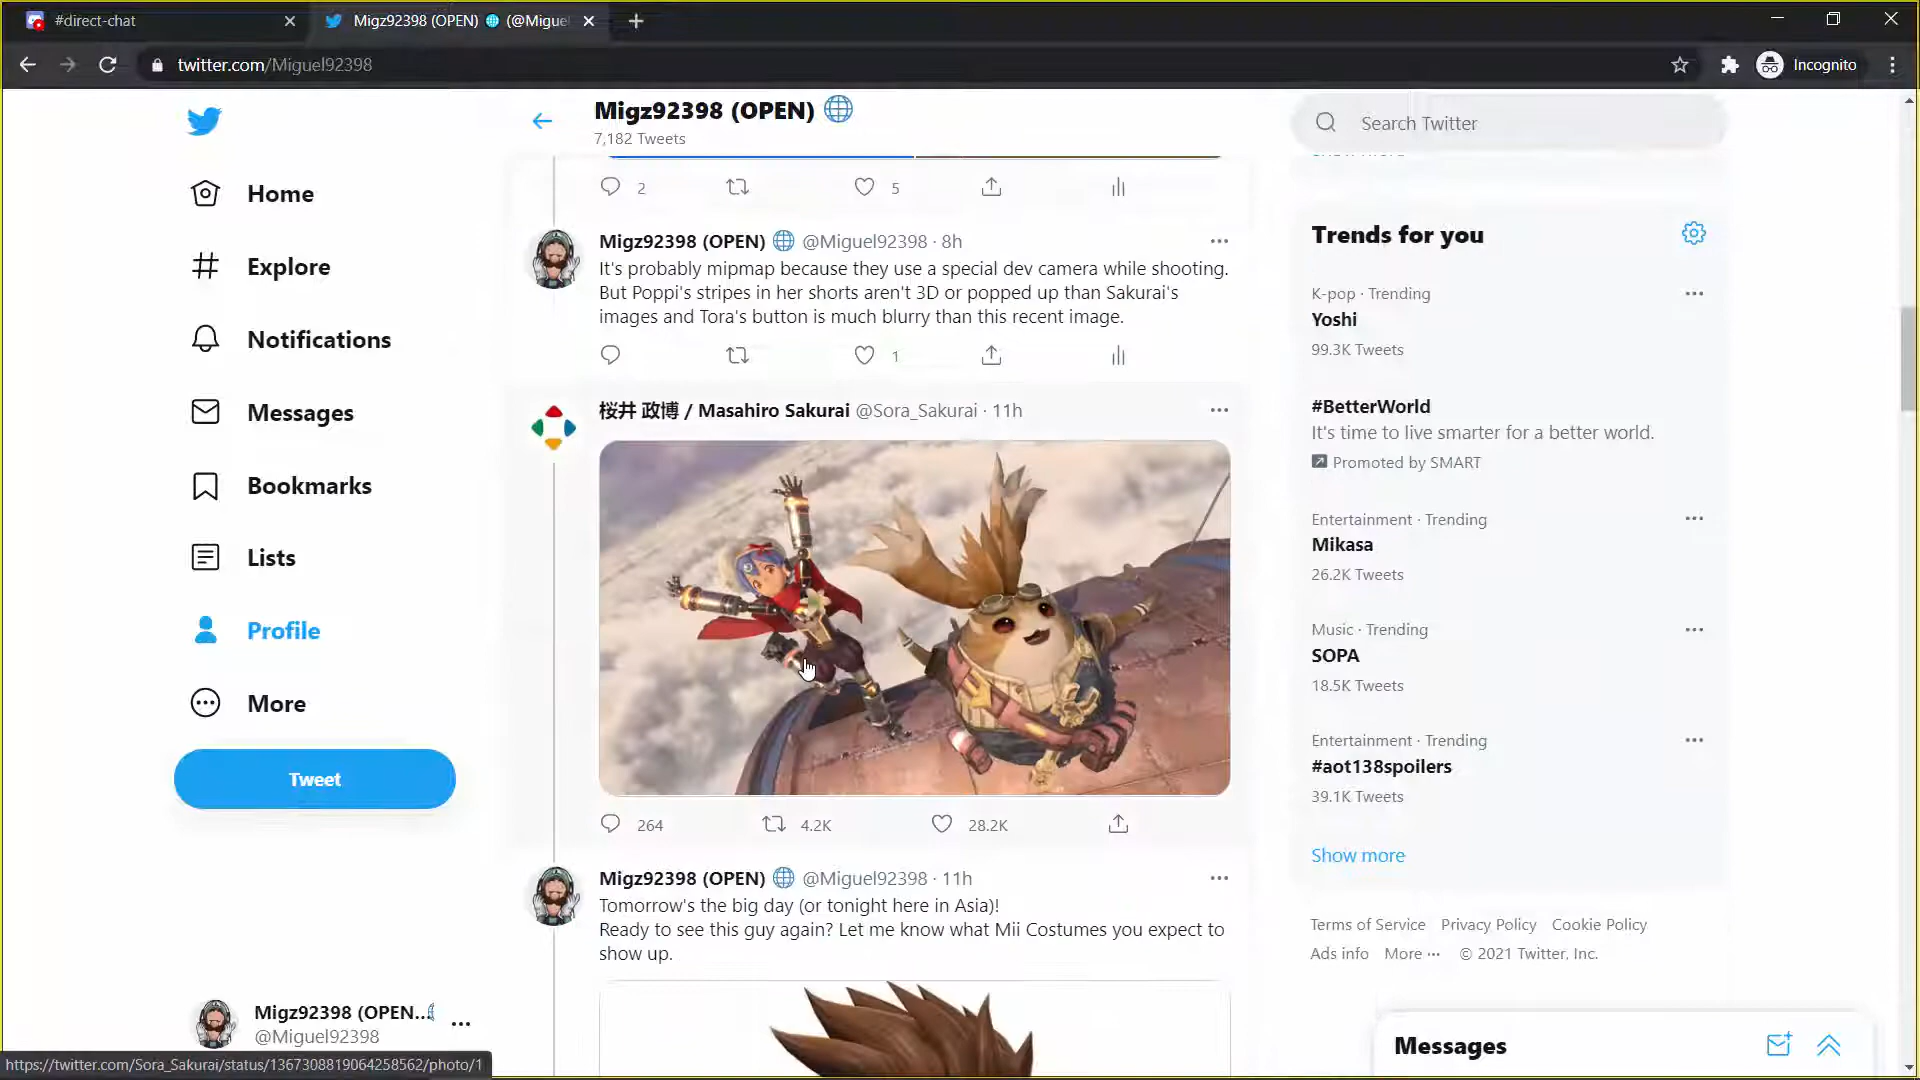 #direct-chat
Migz92398 (OPEN) 🌐 (@Migue
twitter.com/Miguel92398
Incognito
Migz92398 (OPEN) 🌐
7,182 Tweets
Search Twitter
Home
Explore
Notifications
Messages
Bookmarks
Lists
Profile
More
Tweet
2
5
Migz92398 (OPEN) 🌐 @Miguel92398 · 8h
It's probably mipmap because they use a special dev camera while shooting.
But Poppi's stripes in her shorts aren't 3D or popped up than Sakurai's
images and Tora's button is much blurry than this recent image.
1
桜井 政博 / Masahiro Sakurai @Sora_Sakurai · 11h
264
4.2K
28.2K
Migz92398 (OPEN) 🌐 @Miguel92398 · 11h
Tomorrow's the big day (or tonight here in Asia)!
Ready to see this guy again? Let me know what Mii Costumes you expect to
show up.
Trends for you
K-pop · Trending
Yoshi
99.3K Tweets
#BetterWorld
It's time to live smarter for a better world.
Promoted by SMART
Entertainment · Trending
Mikasa
26.2K Tweets
Music · Trending
SOPA
18.5K Tweets
Entertainment · Trending
#aot138spoilers
39.1K Tweets
Show more
Terms of Service Privacy Policy Cookie Policy
Ads info More ··· © 2021 Twitter, Inc.
Migz92398 (OPEN...
@Miguel92398
Messages
https://twitter.com/Sora_Sakurai/status/1367308819064258562/photo/1